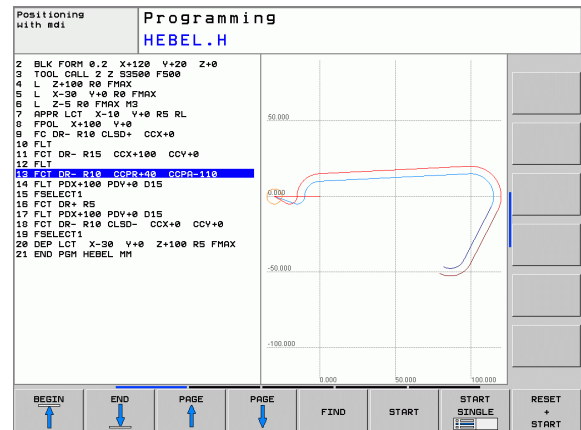 Positioning
with mdi
Programming
HEBEL.H
2 BLK FORM 0.2 X+120 Y+20 Z+0
3 TOOL CALL 2 Z S3500 F500
4 L Z+100 R0 FMAX
5 L X-30 Y+0 R0 FMAX
6 L Z-5 R0 FMAX M3
7 APPR LCT X-10 Y+0 R5 RL
8 FPOL X+100 Y+0
9 FC DR- R10 CLSD+ CCX+0
10 FLT
11 FCT DR- R15 CCX+100 CCY+0
12 FLT
13 FCT DR- R10 CCPR+40 CCPA-110
14 FLT PDX+100 PDY+0 D15
15 FSELECT1
16 FCT DR+ R5
17 FLT PDX+100 PDY+0 D15
18 FCT DR- R10 CLSD- CCX+0 CCY+0
19 FSELECT1
20 DEP LCT X-30 Y+0 Z+100 R5 FMAX
21 END PGM HEBEL MM
50.000
0.000
-50.000
-100.000
0.000 50.000 100.000
BEGIN
END
PAGE
PAGE
FIND
START
START
SINGLE
RESET
+
START